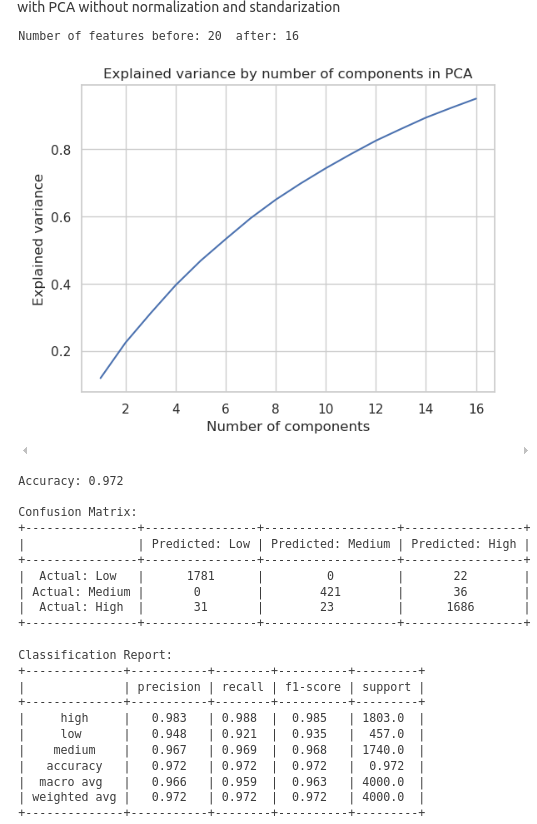 with PCA without normalization and standarization
Number of features before: 20  after: 16
Explained variance by number of components in PCA
Explained variance
0.8
0.6
0.4
0.2
2 4 6 8 10 12 14 16
Number of components
Accuracy: 0.972
Confusion Matrix:
+----------------+----------------+-------------------+-----------------+
|                | Predicted: Low | Predicted: Medium | Predicted: High |
+----------------+----------------+-------------------+-----------------+
|  Actual: Low   |      1781      |         0         |       22        |
| Actual: Medium |       0        |        421        |       36        |
|  Actual: High  |       31       |        23         |      1686       |
+----------------+----------------+-------------------+-----------------+
Classification Report:
+--------------+-----------+--------+----------+---------+
|              | precision | recall | f1-score | support |
+--------------+-----------+--------+----------+---------+
|     high     |   0.983   | 0.988  |  0.985   | 1803.0  |
|     low      |   0.948   | 0.921  |  0.935   |  457.0  |
|    medium    |   0.967   | 0.969  |  0.968   | 1740.0  |
|   accuracy   |   0.972   | 0.972  |  0.972   |  0.972  |
|  macro avg   |   0.966   | 0.959  |  0.963   | 4000.0  |
| weighted avg |   0.972   | 0.972  |  0.972   | 4000.0  |
+--------------+-----------+--------+----------+---------+